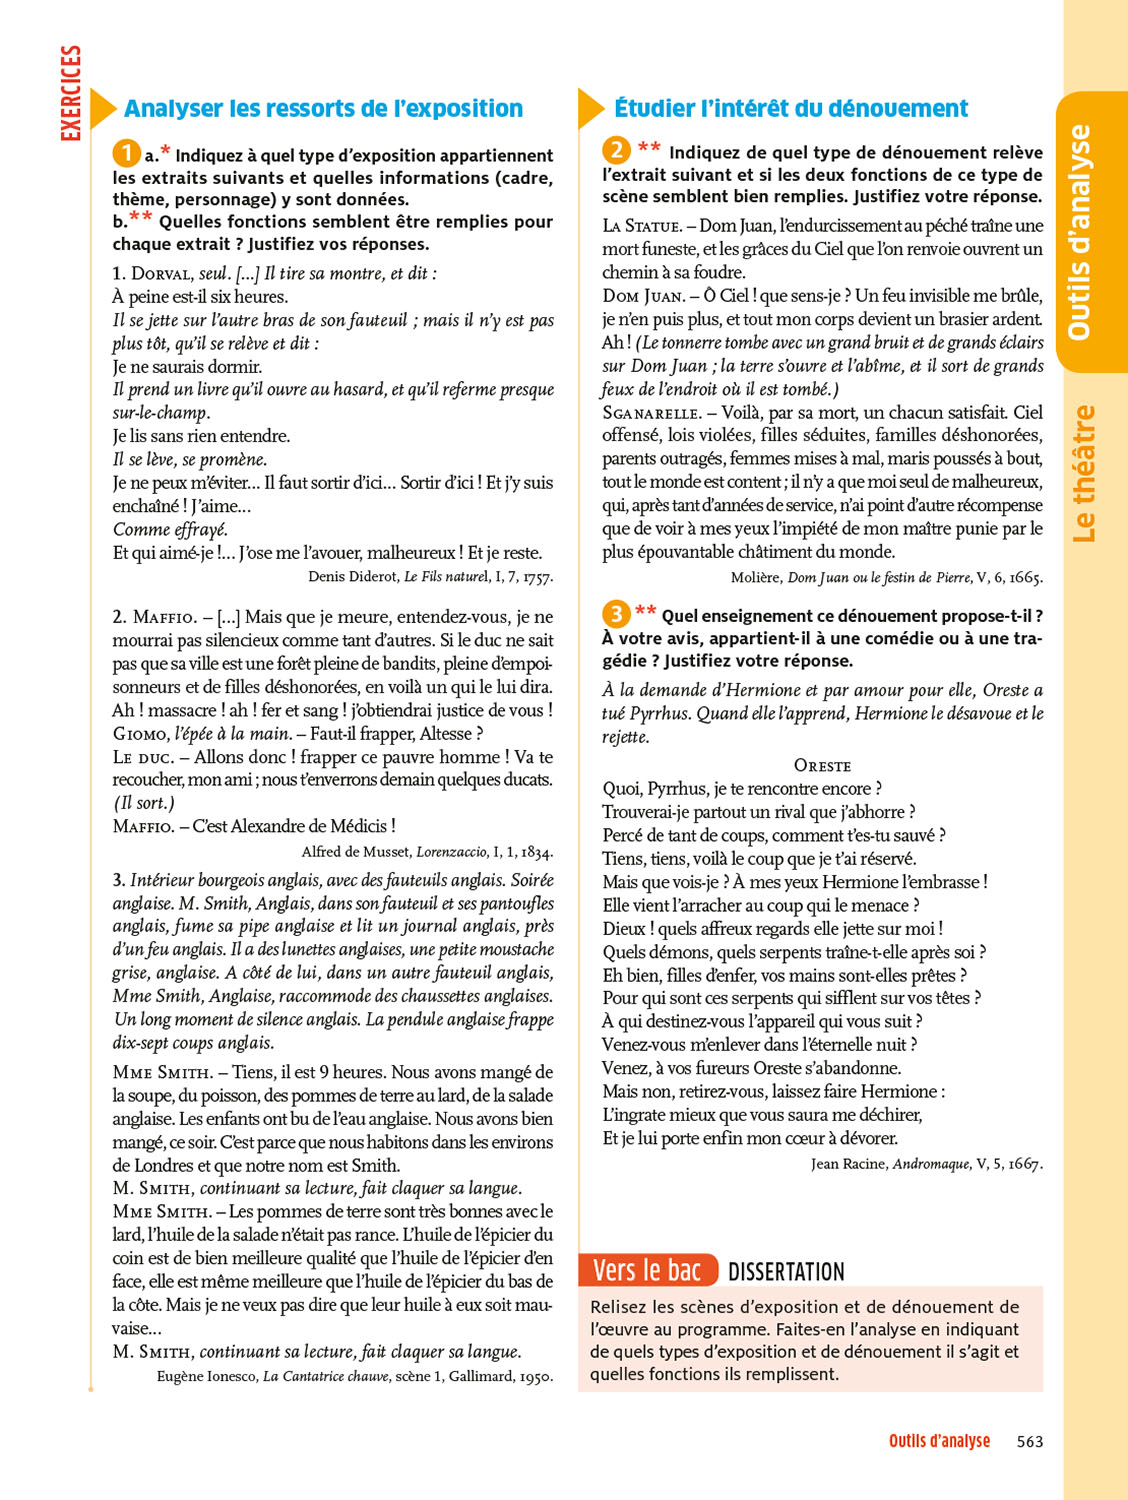 EXERCICES
Analyser les ressorts de l'exposition
1 a.* Indiquez à quel type d'exposition appartiennent
les extraits suivants et quelles informations (cadre,
thème, personnage) y sont données.
b.** Quelles fonctions semblent être remplies pour
chaque extrait ? Justifiez vos réponses.
1. DORVAL, seul. [...] Il tire sa montre, et dit :
À peine est-il six heures.
Il se jette sur l'autre bras de son fauteuil ; mais il n'y est pas
plus tôt, qu'il se relève et dit :
Je ne saurais dormir.
Il prend un livre qu'il ouvre au hasard, et qu'il referme presque
sur-le-champ.
Je lis sans rien entendre.
Il se lève, se promène.
Je ne peux m'éviter... Il faut sortir d'ici... Sortir d'ici ! Et j'y suis
enchaîné ! J'aime...
Comme effrayé.
Et qui aimé-je !... J'ose me l'avouer, malheureux ! Et je reste.
Denis Diderot, Le Fils naturel, I, 7, 1757.
2. MAFFIO. – [...] Mais que je meure, entendez-vous, je ne
mourrai pas silencieux comme tant d'autres. Si le duc ne sait
pas que sa ville est une forêt pleine de bandits, pleine d'empoi-
sonneurs et de filles déshonorées, en voilà un qui le lui dira.
Ah ! massacre ! ah ! fer et sang ! j'obtiendrai justice de vous !
GIOMO, l'épée à la main. – Faut-il frapper, Altesse ?
LE DUC. – Allons donc ! frapper ce pauvre homme ! Va te
recoucher, mon ami ; nous t'enverrons demain quelques ducats.
(Il sort.)
MAFFIO. – C'est Alexandre de Médicis !
Alfred de Musset, Lorenzaccio, I, 1, 1834.
3. Intérieur bourgeois anglais, avec des fauteuils anglais. Soirée
anglaise. M. Smith, Anglais, dans son fauteuil et ses pantoufles
anglais, fume sa pipe anglaise et lit un journal anglais, près
d'un feu anglais. Il a des lunettes anglaises, une petite moustache
grise, anglaise. A côté de lui, dans un autre fauteuil anglais,
Mme Smith, Anglaise, raccommode des chaussettes anglaises.
Un long moment de silence anglais. La pendule anglaise frappe
dix-sept coups anglais.
MME SMITH. – Tiens, il est 9 heures. Nous avons mangé de
la soupe, du poisson, des pommes de terre au lard, de la salade
anglaise. Les enfants ont bu de l'eau anglaise. Nous avons bien
mangé, ce soir. C'est parce que nous habitons dans les environs
de Londres et que notre nom est Smith.
M. SMITH, continuant sa lecture, fait claquer sa langue.
MME SMITH. – Les pommes de terre sont très bonnes avec le
lard, l'huile de la salade n'était pas rance. L'huile de l'épicier du
coin est de bien meilleure qualité que l'huile de l'épicier d'en
face, elle est même meilleure que l'huile de l'épicier du bas de
la côte. Mais je ne veux pas dire que leur huile à eux soit mau-
vaise...
M. SMITH, continuant sa lecture, fait claquer sa langue.
Eugène Ionesco, La Cantatrice chauve, scène 1, Gallimard, 1950.
Étudier l'intérêt du dénouement
2 ** Indiquez de quel type de dénouement relève
l'extrait suivant et si les deux fonctions de ce type de
scène semblent bien remplies. Justifiez votre réponse.
LA STATUE. – Dom Juan, l'endurcissement au péché traîne une
mort funeste, et les grâces du Ciel que l'on renvoie ouvrent un
chemin à sa foudre.
DOM JUAN. – Ô Ciel ! que sens-je ? Un feu invisible me brûle,
je n'en puis plus, et tout mon corps devient un brasier ardent.
Ah ! (Le tonnerre tombe avec un grand bruit et de grands éclairs
sur Dom Juan ; la terre s'ouvre et l'abîme, et il sort de grands
feux de l'endroit où il est tombé.)
SGANARELLE. – Voilà, par sa mort, un chacun satisfait. Ciel
offensé, lois violées, filles séduites, familles déshonorées,
parents outragés, femmes mises à mal, maris poussés à bout,
tout le monde est content ; il n'y a que moi seul de malheureux,
qui, après tant d'années de service, n'ai point d'autre récompense
que de voir à mes yeux l'impiété de mon maître punie par le
plus épouvantable châtiment du monde.
Molière, Dom Juan ou le festin de Pierre, V, 6, 1665.
3 ** Quel enseignement ce dénouement propose-t-il ?
À votre avis, appartient-il à une comédie ou à une tra-
gédie ? Justifiez votre réponse.
À la demande d'Hermione et par amour pour elle, Oreste a
tué Pyrrhus. Quand elle l'apprend, Hermione le désavoue et le
rejette.
ORESTE
Quoi, Pyrrhus, je te rencontre encore ?
Trouverai-je partout un rival que j'abhorre ?
Percé de tant de coups, comment t'es-tu sauvé ?
Tiens, tiens, voilà le coup que je t'ai réservé.
Mais que vois-je ? À mes yeux Hermione l'embrasse !
Elle vient l'arracher au coup qui le menace ?
Dieux ! quels affreux regards elle jette sur moi !
Quels démons, quels serpents traîne-t-elle après soi ?
Eh bien, filles d'enfer, vos mains sont-elles prêtes ?
Pour qui sont ces serpents qui sifflent sur vos têtes ?
À qui destinez-vous l'appareil qui vous suit ?
Venez-vous m'enlever dans l'éternelle nuit ?
Venez, à vos fureurs Oreste s'abandonne.
Mais non, retirez-vous, laissez faire Hermione :
L'ingrate mieux que vous saura me déchirer,
Et je lui porte enfin mon cœur à dévorer.
Jean Racine, Andromaque, V, 5, 1667.
Vers le bac DISSERTATION
Relisez les scènes d'exposition et de dénouement de
l'œuvre au programme. Faites-en l'analyse en indiquant
de quels types d'exposition et de dénouement il s'agit et
quelles fonctions ils remplissent.
Outils d'analyse
Le théâtre
Outils d'analyse 563